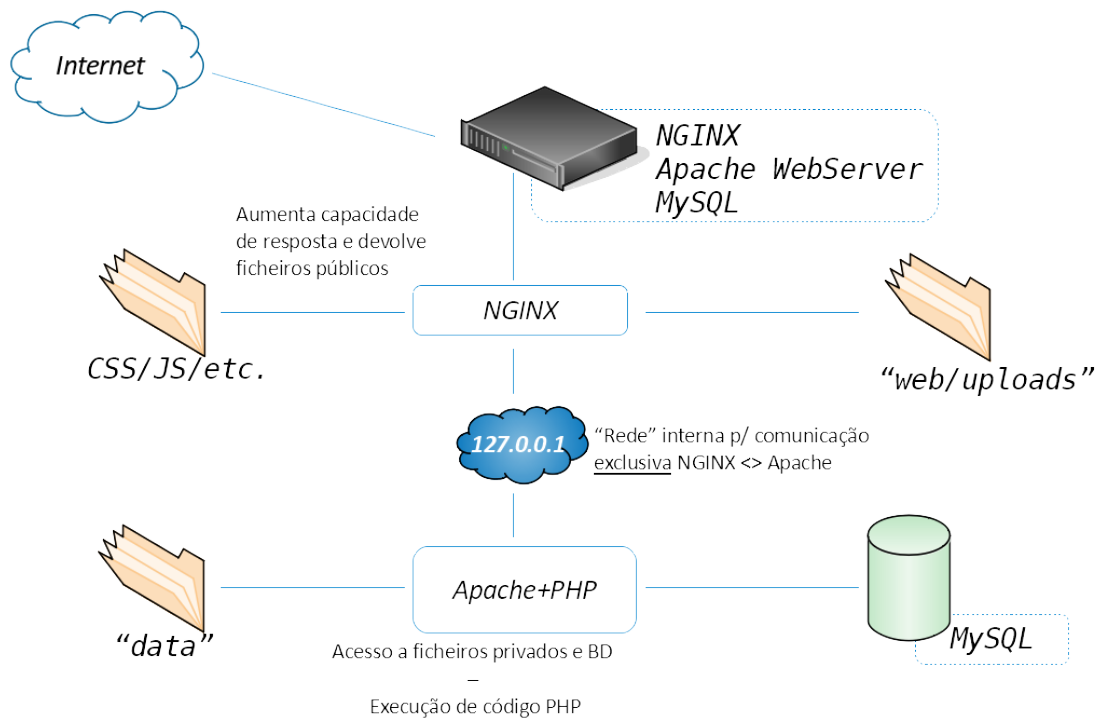 Internet
NGINX
Apache WebServer
MySQL
Aumenta capacidade
de resposta e devolve
ficheiros públicos
NGINX
CSS/JS/etc.
“web/uploads”
127.0.0.1
“Rede” interna p/ comunicação
exclusiva NGINX <> Apache
“data”
Apache+PHP
MySQL
Acesso a ficheiros privados e BD
–
Execução de código PHP